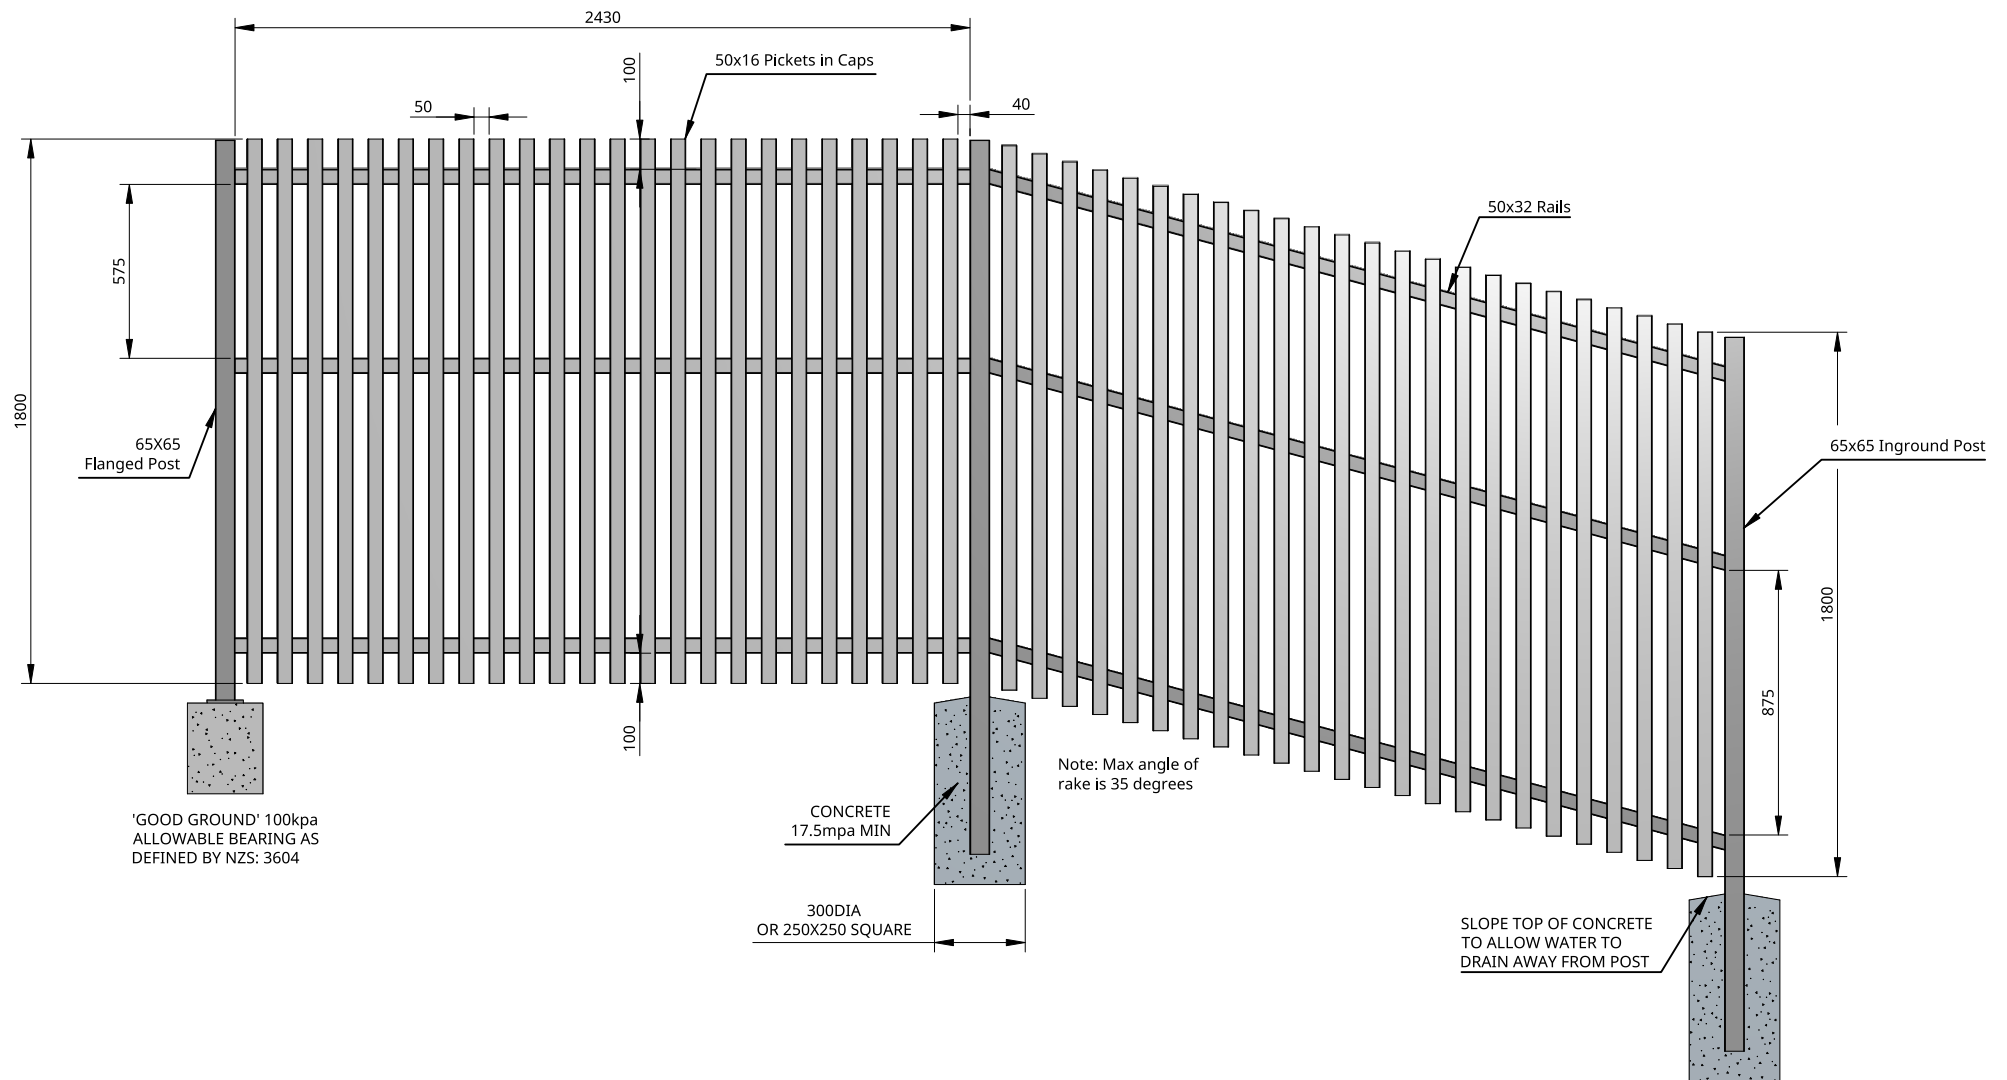 2430
50x16 Pickets in Caps
100
50
40
50x32 Rails
575
1800
65X65
Flanged Post
65x65 Inground Post
1800
875
100
Note: Max angle of
rake is 35 degrees
CONCRETE
17.5mpa MIN
'GOOD GROUND' 100kpa
ALLOWABLE BEARING AS
DEFINED BY NZS: 3604
300DIA
OR 250X250 SQUARE
SLOPE TOP OF CONCRETE
TO ALLOW WATER TO
DRAIN AWAY FROM POST